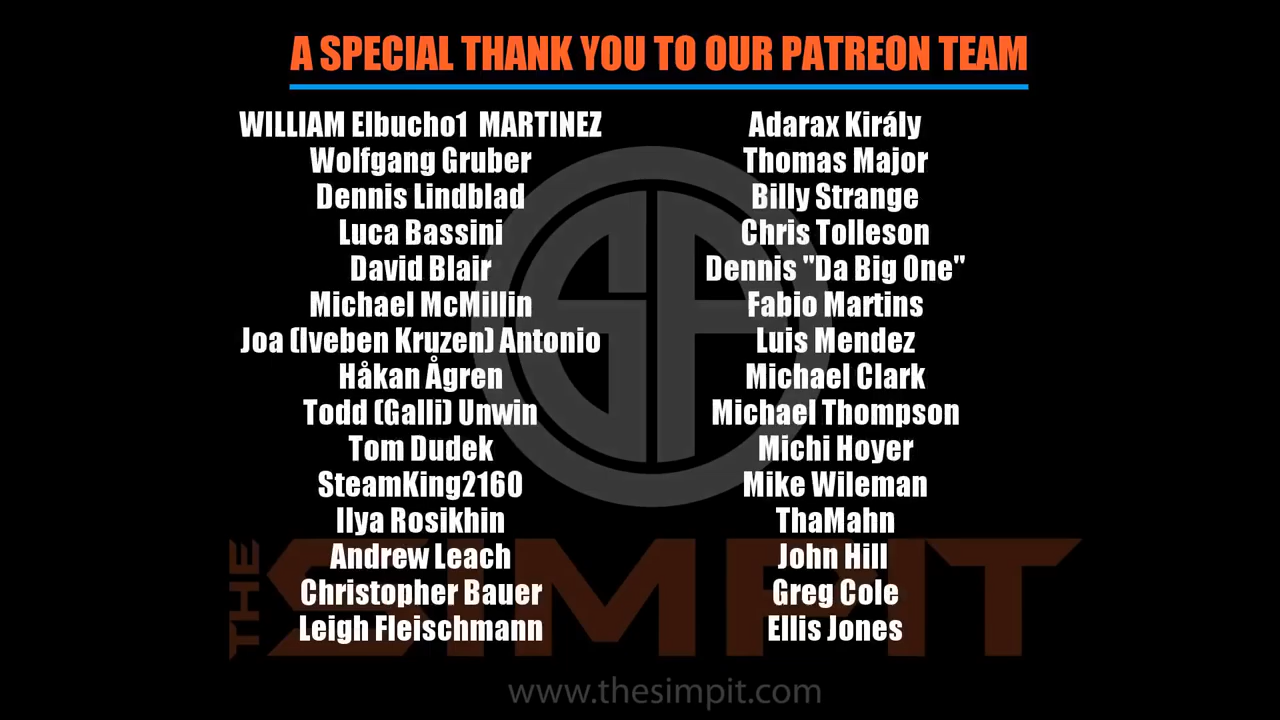 A SPECIAL THANK YOU TO OUR PATREON TEAM
WILLIAM Elbucho1 MARTINEZ
Wolfgang Gruber
Dennis Lindblad
Luca Bassini
David Blair
Michael McMillin
Joa (Iveben Kruzen) Antonio
Håkan Ågren
Todd (Galli) Unwin
Tom Dudek
SteamKing2160
Ilya Rosikhin
Andrew Leach
Christopher Bauer
Leigh Fleischmann
Adarax Király
Thomas Major
Billy Strange
Chris Tolleson
Dennis "Da Big One"
Fabio Martins
Luis Mendez
Michael Clark
Michael Thompson
Michi Hoyer
Mike Wileman
ThaMahn
John Hill
Greg Cole
Ellis Jones
SP
THE SIMPIT
www.thesimpit.com